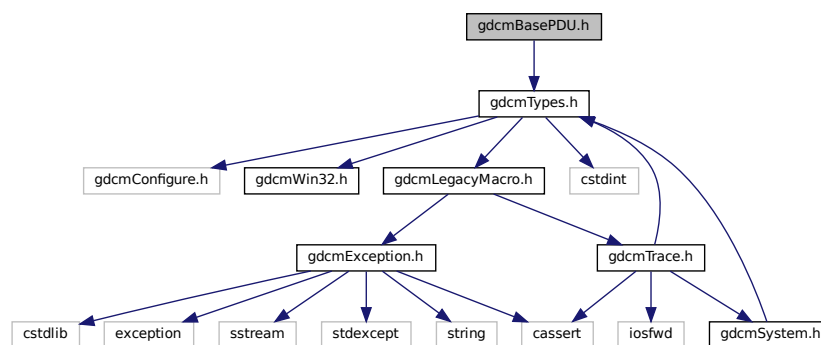 gdcmBasePDU.h
gdcmTypes.h
gdcmConfigure.h
gdcmWin32.h
gdcmLegacyMacro.h
cstdint
gdcmException.h
gdcmTrace.h
cstdlib
exception
sstream
stdexcept
string
cassert
iosfwd
gdcmSystem.h